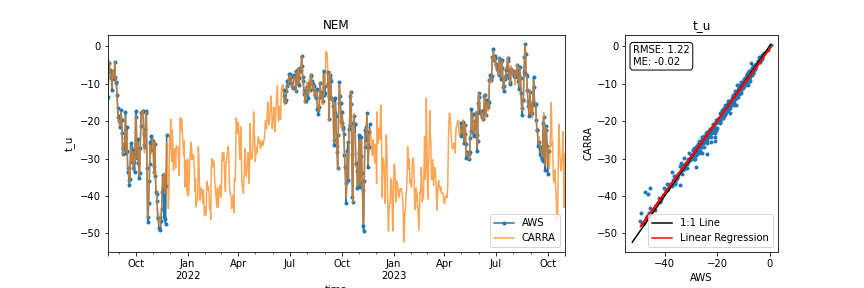 NEM
t_u
0
−10
−20
−30
−40
−50
t_u
AWS
CARRA
Oct
Jan
2022
Apr
Jul
Oct
Jan
2023
Apr
Jul
Oct
time
t_u
RMSE: 1.22
ME: -0.02
0
−10
−20
−30
−40
−50
CARRA
1:1 Line
Linear Regression
−40
−20
0
AWS